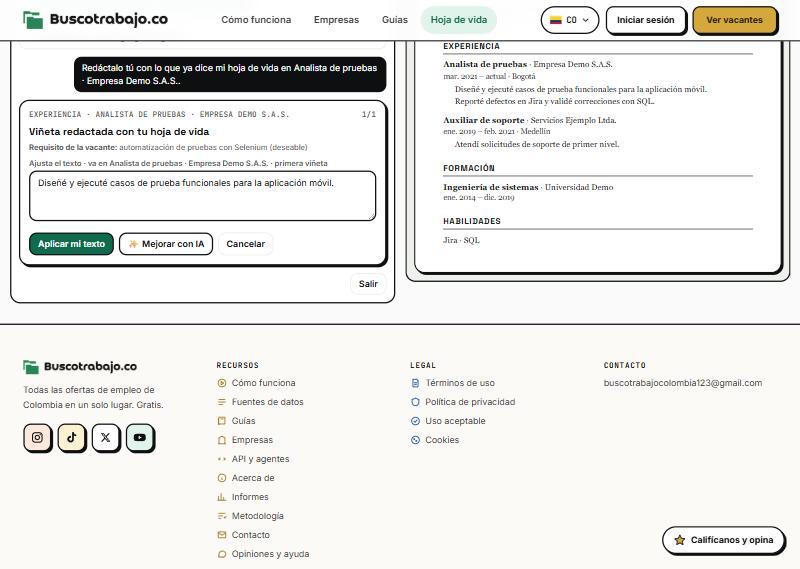 Buscotrabajo.co
Cómo funciona
Empresas
Guías
Hoja de vida
CO
Iniciar sesión
Ver vacantes
Redáctalo tú con lo que ya dice mi hoja de vida en Analista de pruebas
· Empresa Demo S.A.S..
EXPERIENCIA · ANALISTA DE PRUEBAS · EMPRESA DEMO S.A.S.
1/1
Viñeta redactada con tu hoja de vida
Requisito de la vacante: automatización de pruebas con Selenium (deseable)
Ajusta el texto · va en Analista de pruebas · Empresa Demo S.A.S. · primera viñeta
Diseñé y ejecuté casos de prueba funcionales para la aplicación móvil.
Aplicar mi texto
Mejorar con IA
Cancelar
Salir
EXPERIENCIA
Analista de pruebas · Empresa Demo S.A.S.
mar. 2021 – actual · Bogotá
Diseñé y ejecuté casos de prueba funcionales para la aplicación móvil.
Reporté defectos en Jira y validé correcciones con SQL.
Auxiliar de soporte · Servicios Ejemplo Ltda.
ene. 2019 – feb. 2021 · Medellín
Atendí solicitudes de soporte de primer nivel.
FORMACIÓN
Ingeniería de sistemas · Universidad Demo
ene. 2014 – dic. 2019
HABILIDADES
Jira · SQL
Buscotrabajo.co
Todas las ofertas de empleo de
Colombia en un solo lugar. Gratis.
RECURSOS
Cómo funciona
Fuentes de datos
Guías
Empresas
API y agentes
Acerca de
Informes
Metodología
Contacto
Opiniones y ayuda
LEGAL
Términos de uso
Política de privacidad
Uso aceptable
Cookies
CONTACTO
buscotrabajocolombia123@gmail.com
Califícanos y opina